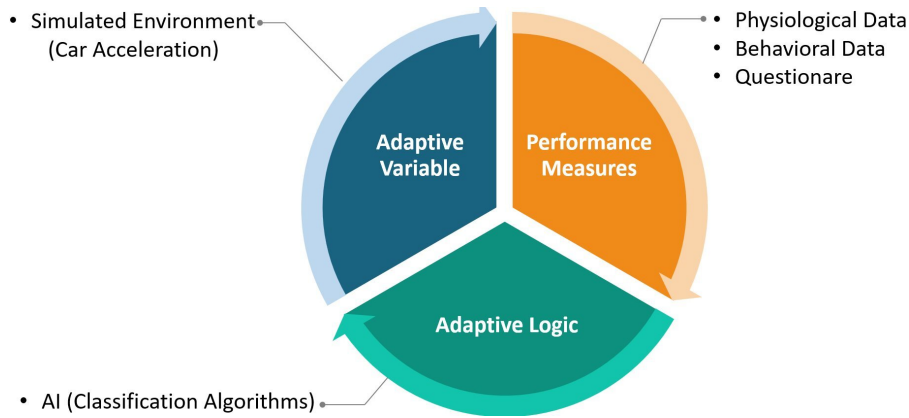 • Simulated Environment
(Car Acceleration)
• Physiological Data
• Behavioral Data
• Questionare
Adaptive
Variable
Performance
Measures
Adaptive Logic
• AI (Classification Algorithms)